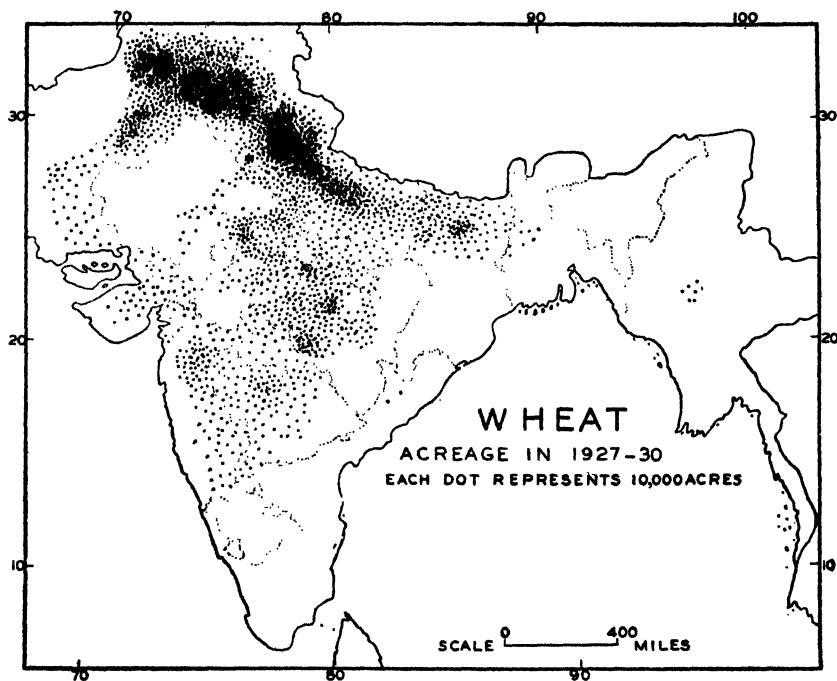 70 80 90 100
30 30
20 20
WHEAT
ACREAGE IN 1927-30
EACH DOT REPRESENTS 10,000 ACRES
10 10
SCALE 0 400 MILES
70 80 90